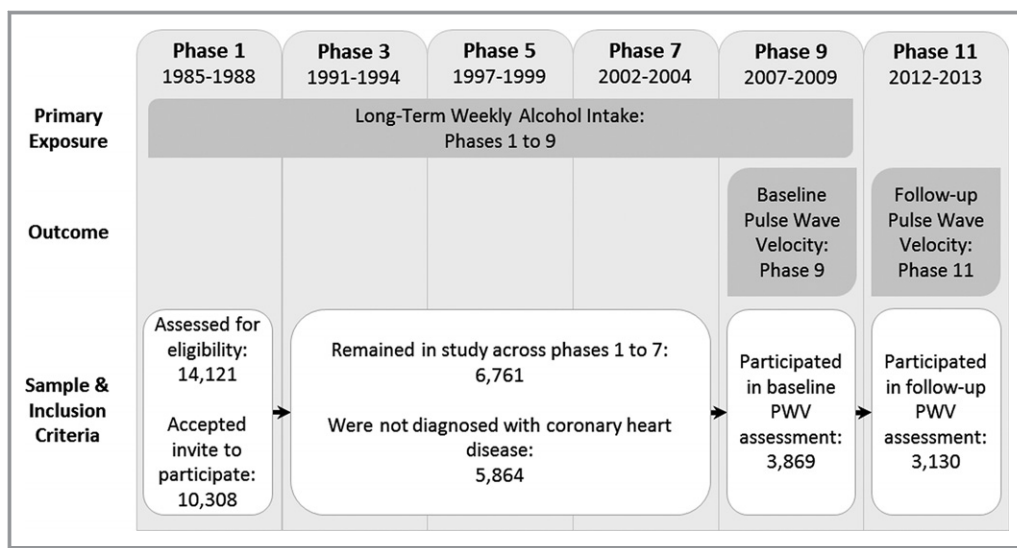 Phase 1
1985-1988
Phase 3
1991-1994
Phase 5
1997-1999
Phase 7
2002-2004
Phase 9
2007-2009
Phase 11
2012-2013
Primary
Exposure
Long-Term Weekly Alcohol Intake:
Phases 1 to 9
Outcome
Baseline
Pulse Wave
Velocity:
Phase 9
Follow-up
Pulse Wave
Velocity:
Phase 11
Sample &
Inclusion
Criteria
Assessed for
eligibility:
14,121
Accepted
invite to
participate:
10,308
Remained in study across phases 1 to 7:
6,761
Were not diagnosed with coronary heart
disease:
5,864
Participated
in baseline
PWV
assessment:
3,869
Participated
in follow-up
PWV
assessment:
3,130